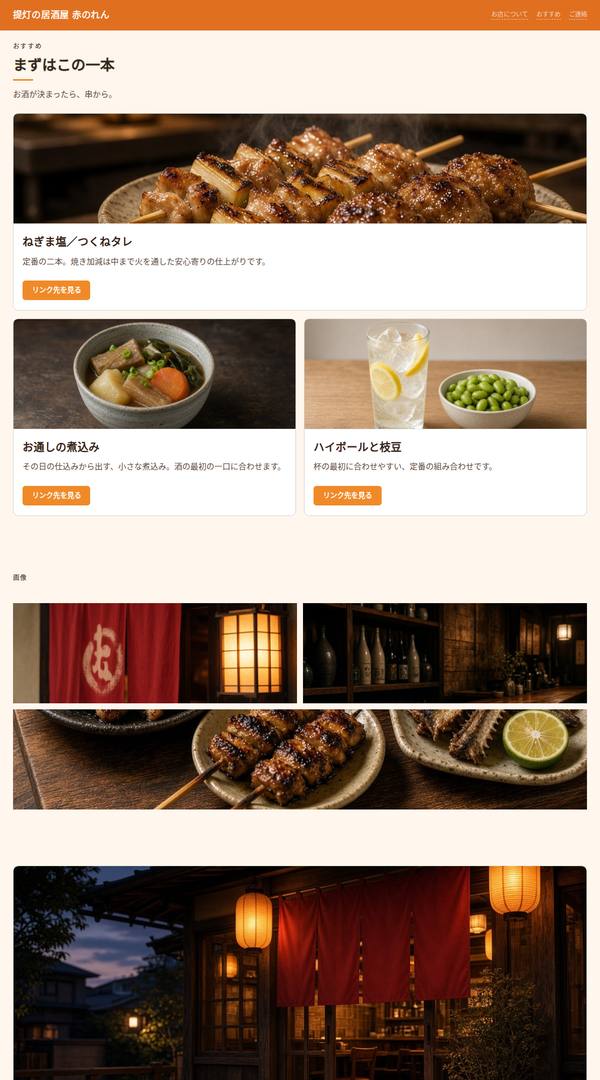 提灯の居酒屋 赤のれん
お店について おすすめ ご連絡
おすすめ
まずはこの一本
お酒が決まったら、串から。
ねぎま塩／つくねタレ
定番の二本。焼き加減は中まで火を通した安心寄りの仕上がりです。
リンク先を見る
お通しの煮込み
その日の仕込みから出す、小さな煮込み。酒の最初の一口に合わせます。
リンク先を見る
ハイボールと枝豆
杯の最初に合わせやすい、定番の組み合わせです。
リンク先を見る
画像